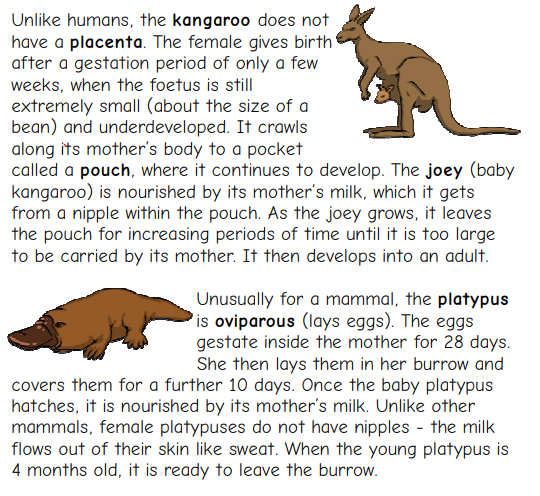 Unlike humans, the kangaroo does not
have a placenta. The female gives birth
after a gestation period of only a few
weeks, when the foetus is still
extremely small (about the size of a
bean) and underdeveloped. It crawls
along its mother's body to a pocket
called a pouch, where it continues to develop. The joey (baby
kangaroo) is nourished by its mother's milk, which it gets
from a nipple within the pouch. As the joey grows, it leaves
the pouch for increasing periods of time until it is too large
to be carried by its mother. It then develops into an adult.
Unusually for a mammal, the platypus
is oviparous (lays eggs). The eggs
gestate inside the mother for 28 days.
She then lays them in her burrow and
covers them for a further 10 days. Once the baby platypus
hatches, it is nourished by its mother's milk. Unlike other
mammals, female platypuses do not have nipples - the milk
flows out of their skin like sweat. When the young platypus is
4 months old, it is ready to leave the burrow.